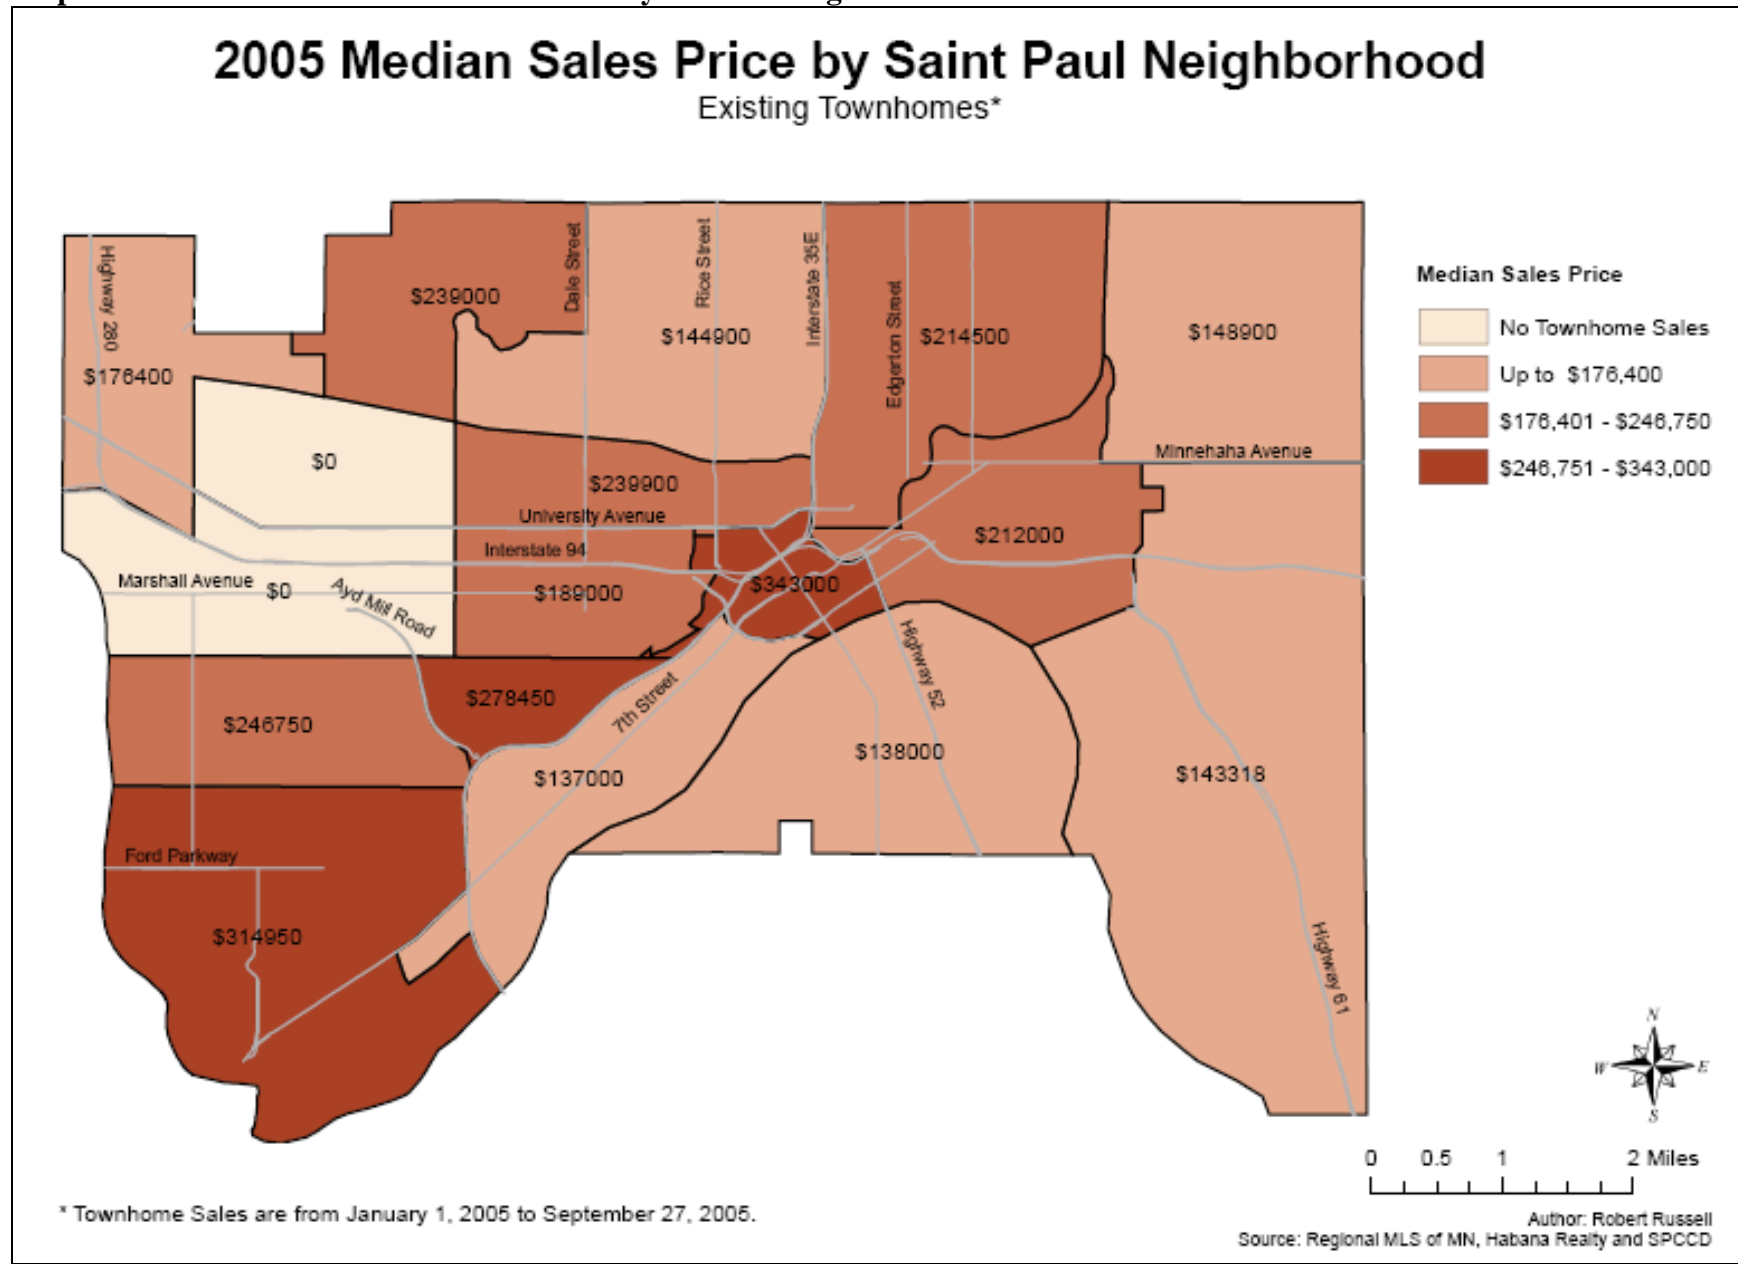 2005 Median Sales Price by Saint Paul Neighborhood
Existing Townhomes*
Highway 280
Dale Street
Rice Street
Interstate 35E
Edgerton Street
$239000
$144900
$214500
$148900
$176400
Median Sales Price
No Townhome Sales
Up to $176,400
$176,401 - $246,750
$246,751 - $343,000
Minnehaha Avenue
$0
$239900
University Avenue
$212000
Interstate 94
Marshall Avenue
$0
Ayd Mill Road
$189000
$343000
Highway 52
$278450
7th Street
$246750
$137000
$138000
$143318
Ford Parkway
$314950
Highway 61
N
W
E
S
0 0.5 1 2 Miles
* Townhome Sales are from January 1, 2005 to September 27, 2005.
Author: Robert Russell
Source: Regional MLS of MN, Habana Realty and SPCCD